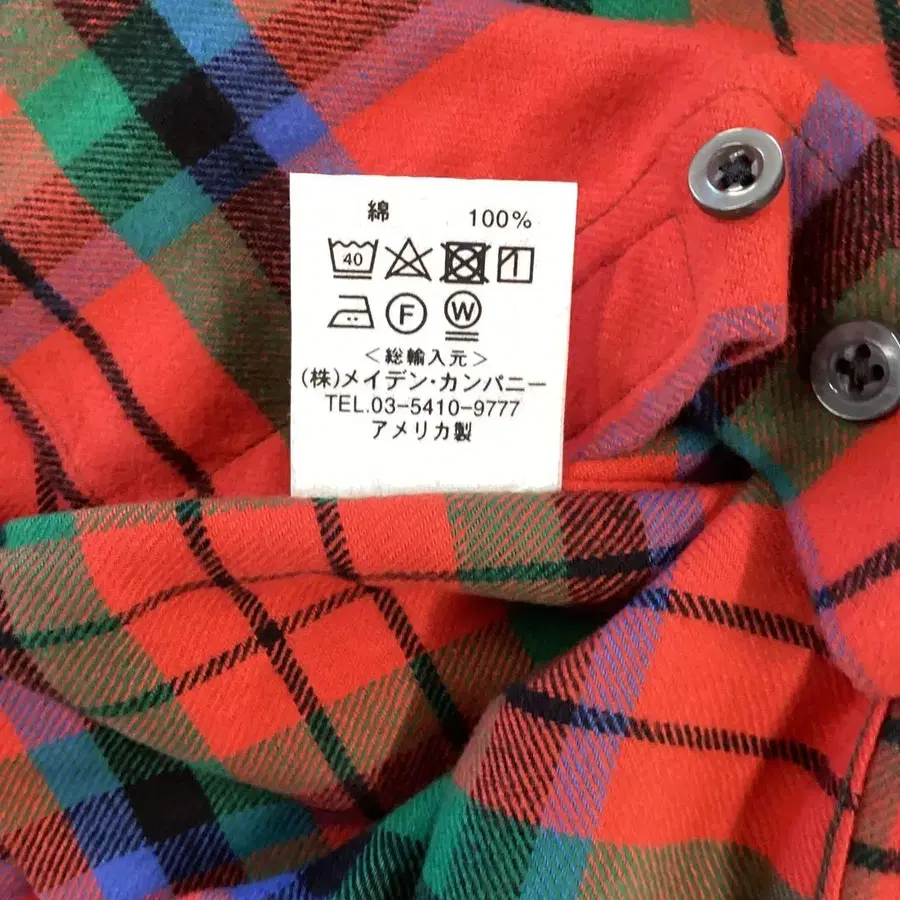 綿 100%
40
F W
<総輸入元>
(株)メイデン・カンパニー
TEL.03-5410-9777
アメリカ製